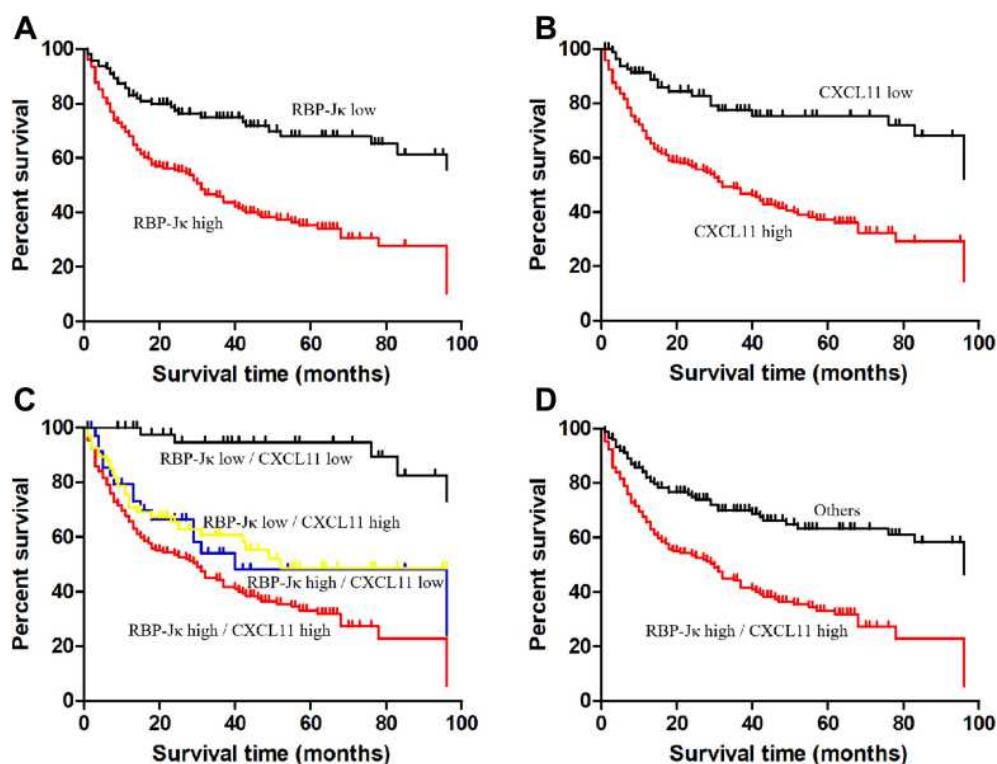 A
Percent survival
100
80
60
40
20
0
RBP-Jκ low
RBP-Jκ high
0 20 40 60 80 100
Survival time (months)
B
Percent survival
100
80
60
40
20
0
CXCL11 low
CXCL11 high
0 20 40 60 80 100
Survival time (months)
C
Percent survival
100
80
60
40
20
0
RBP-Jκ low / CXCL11 low
RBP-Jκ low / CXCL11 high
RBP-Jκ high / CXCL11 low
RBP-Jκ high / CXCL11 high
0 20 40 60 80 100
Survival time (months)
D
Percent survival
100
80
60
40
20
0
Others
RBP-Jκ high / CXCL11 high
0 20 40 60 80 100
Survival time (months)